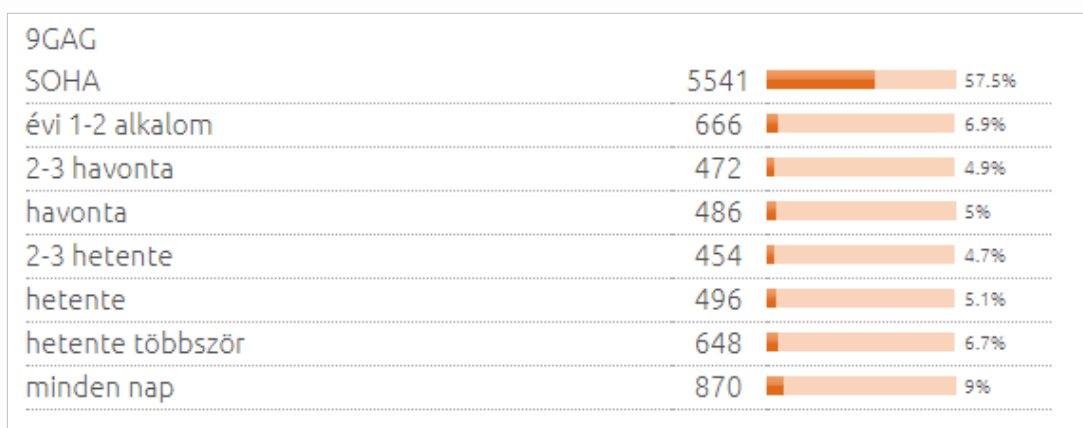 9GAG
SOHA 5541 57.5%
évi 1-2 alkalom 666 6.9%
2-3 havonta 472 4.9%
havonta 486 5%
2-3 hetente 454 4.7%
hetente 496 5.1%
hetente többször 648 6.7%
minden nap 870 9%